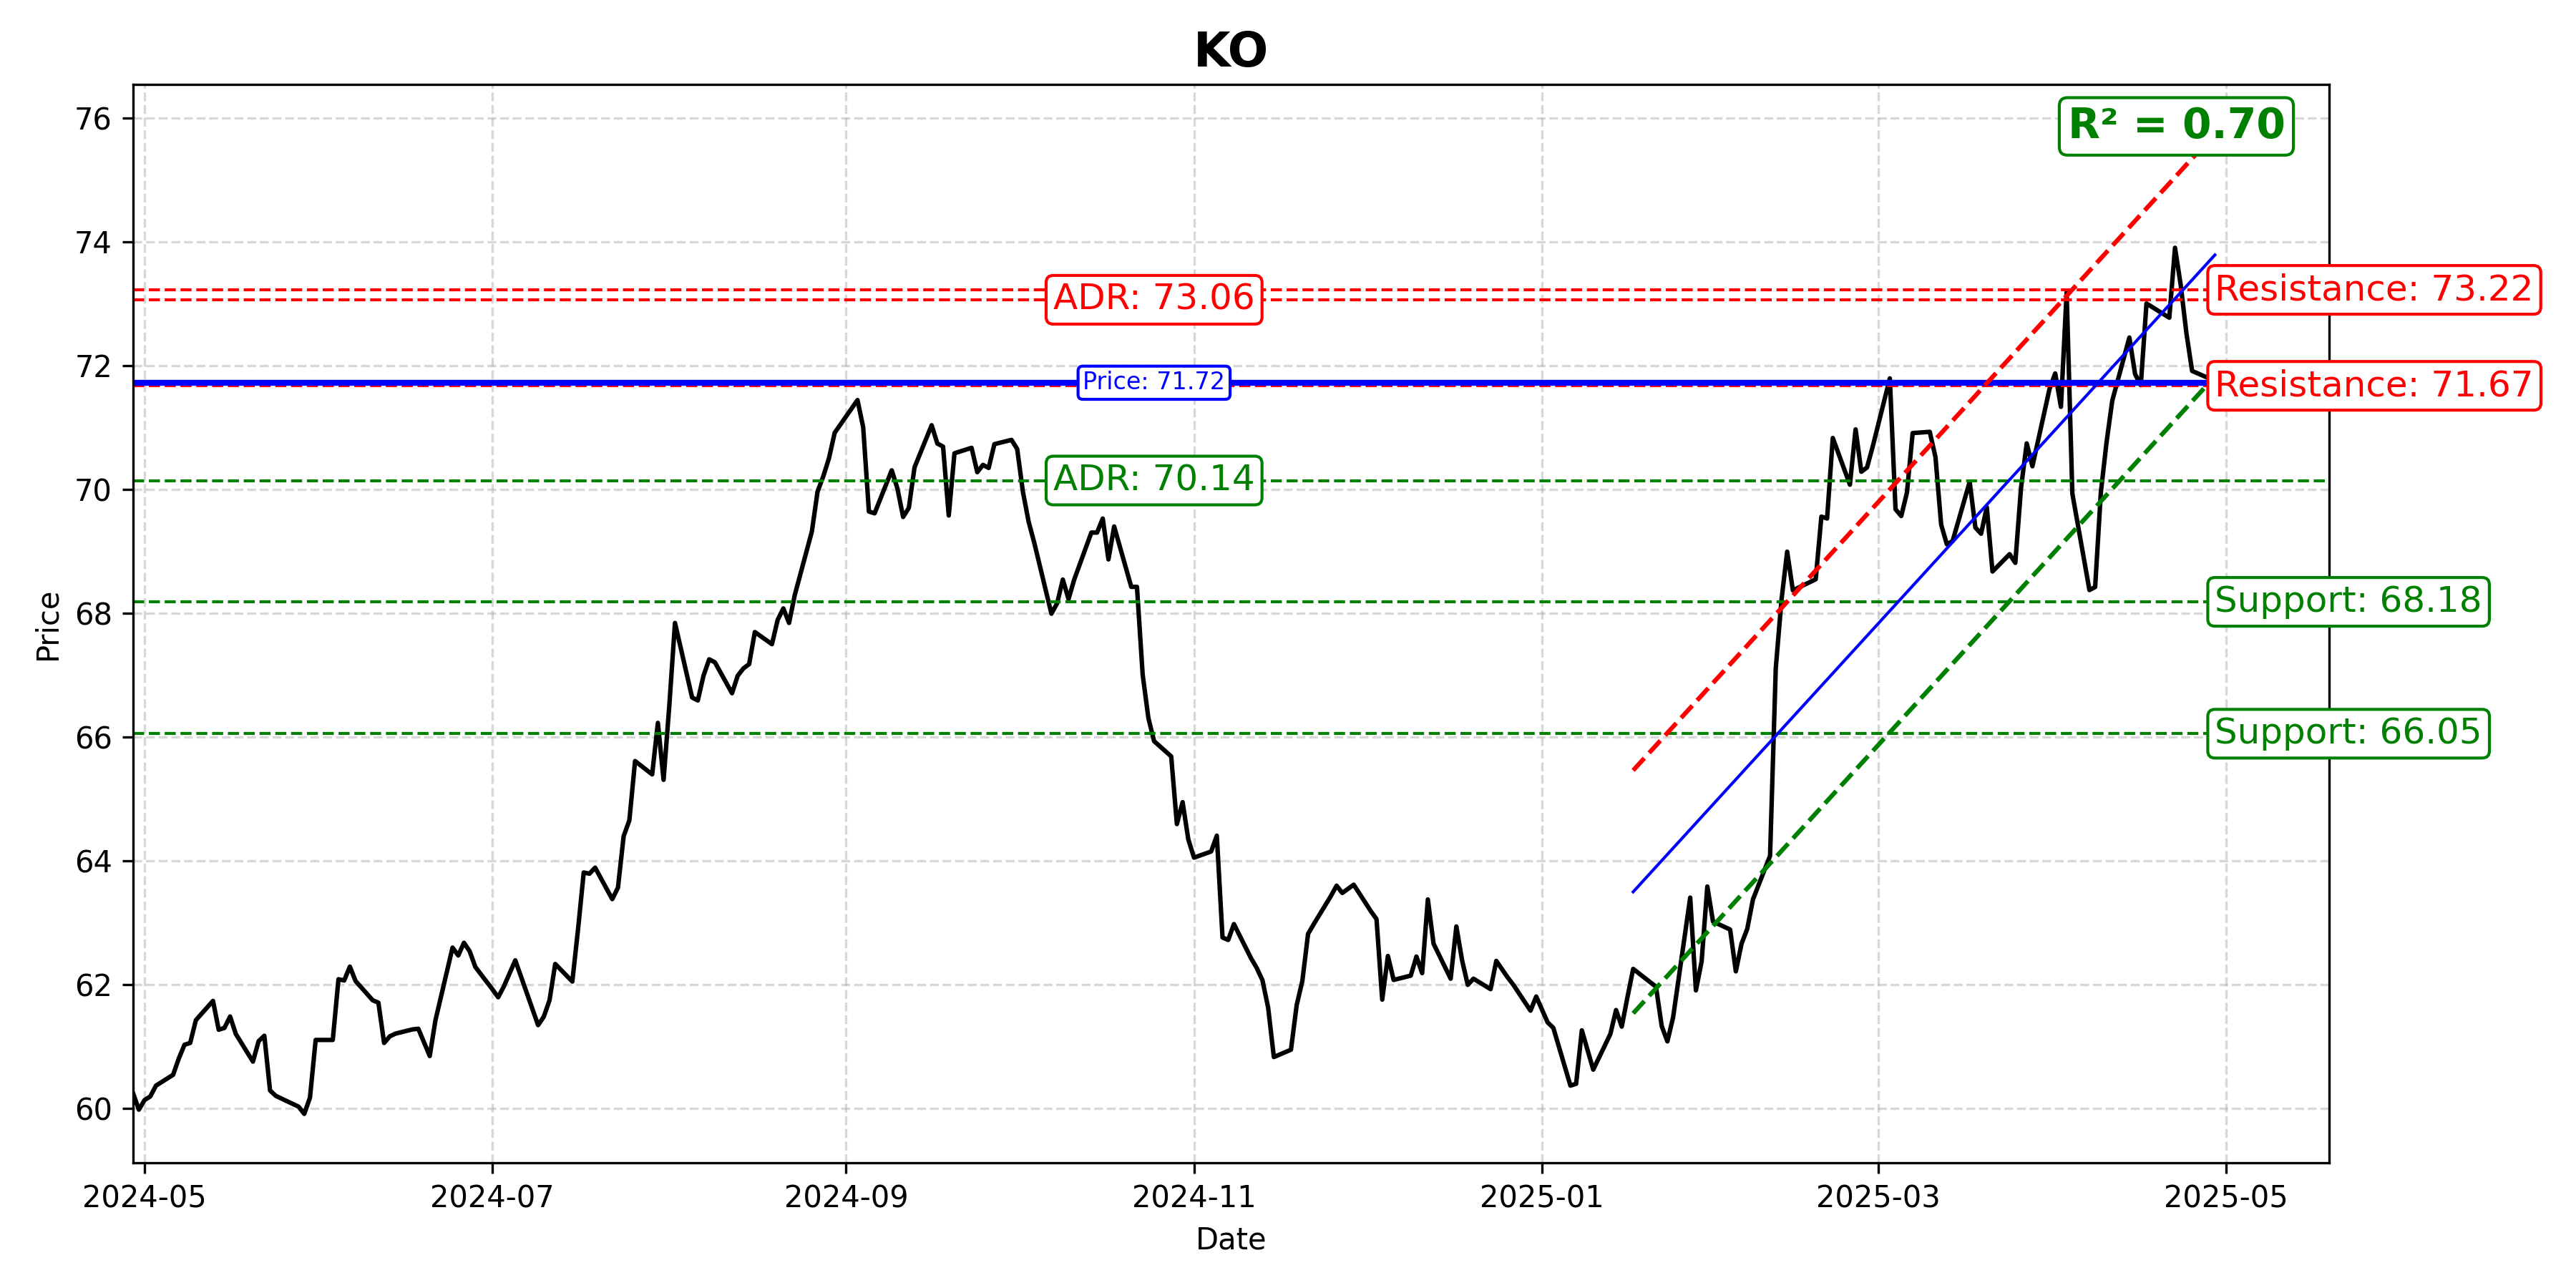 KO
R² = 0.70
76
74
72
70
68
66
64
62
60
Price
ADR: 73.06
Resistance: 73.22
Price: 71.72
Resistance: 71.67
ADR: 70.14
Support: 68.18
Support: 66.05
2024-05
2024-07
2024-09
2024-11
2025-01
2025-03
2025-05
Date